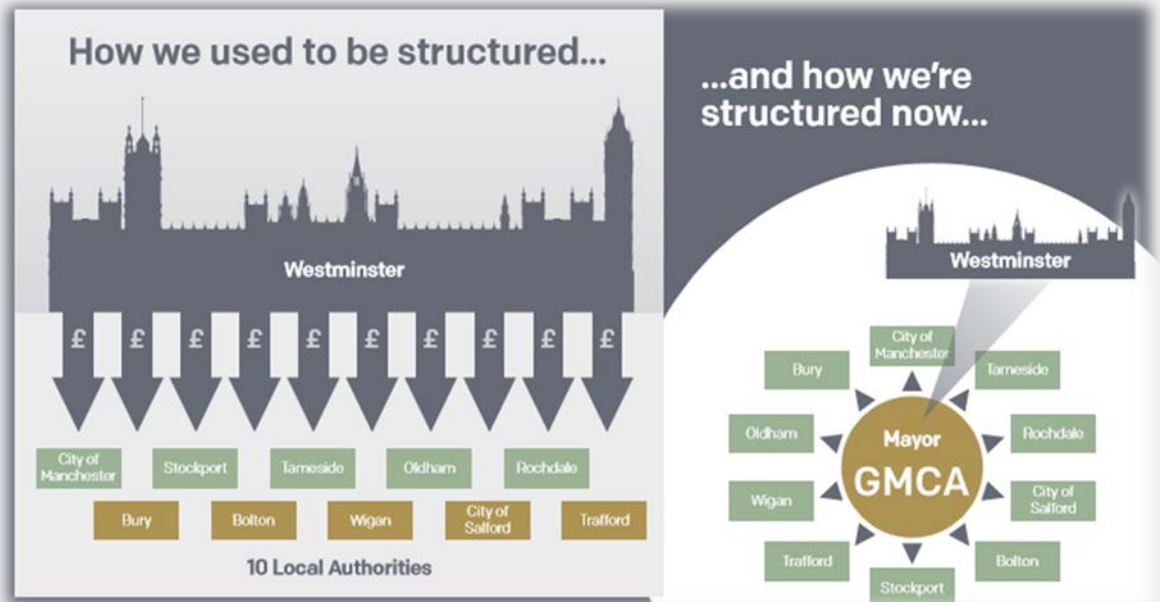 How we used to be structured...
Westminster
£ £ £ £ £ £ £ £ £ £
City of
Manchester
Stockport
Tameside
Oldham
Rochdale
Bury
Bolton
Wigan
City of
Salford
Trafford
10 Local Authorities
...and how we're
structured now...
Westminster
City of
Manchester
Bury
Tameside
Oldham
Rochdale
Mayor
GMCA
Wigan
City of
Salford
Trafford
Bolton
Stockport